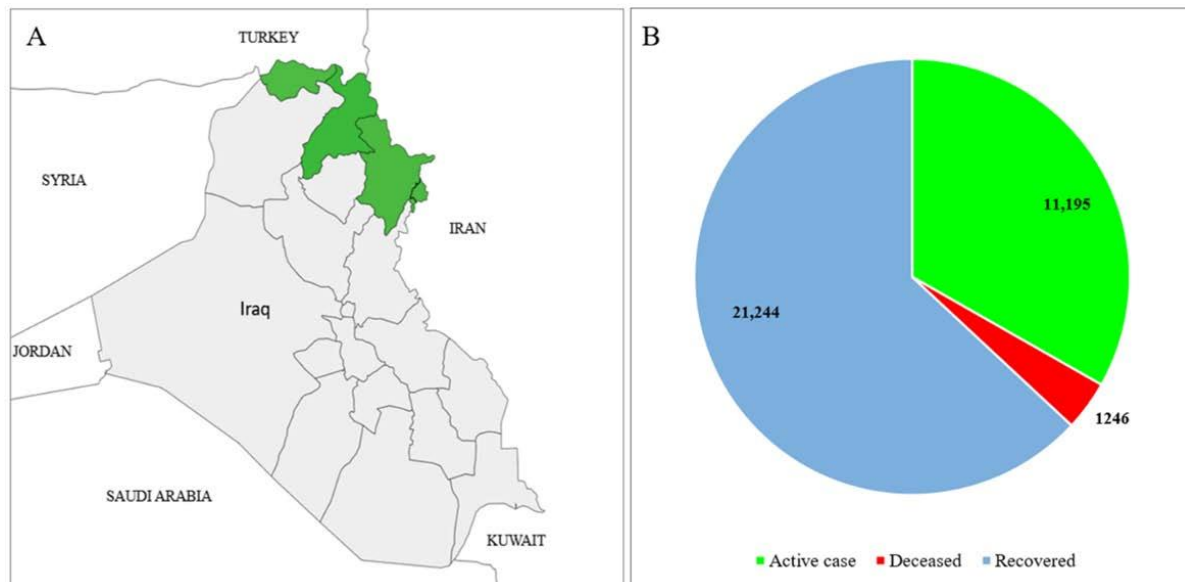 A
TURKEY
SYRIA
IRAN
Iraq
JORDAN
SAUDI ARABIA
KUWAIT
B
11,195
21,244
1246
Active case Deceased Recovered